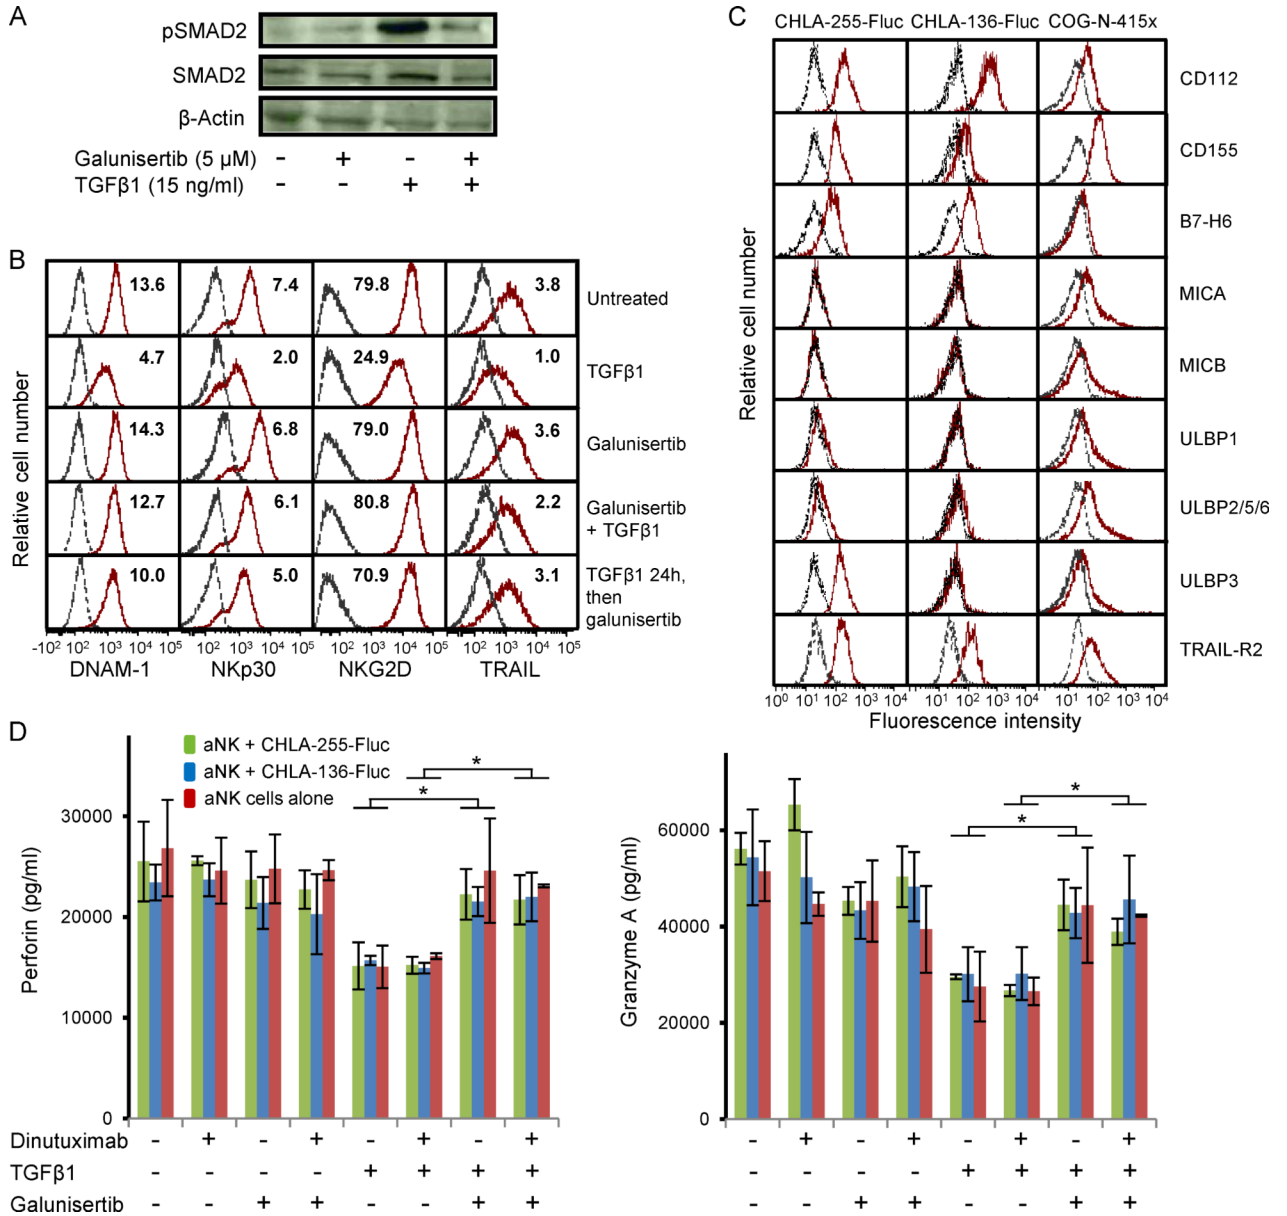 A
pSMAD2
SMAD2
β-Actin
Galunisertib (5 μM) - + - +
TGFβ1 (15 ng/ml) - - + +
B
Relative cell number
13.6 7.4 79.8 3.8 Untreated
4.7 2.0 24.9 1.0 TGFβ1
14.3 6.8 79.0 3.6 Galunisertib
12.7 6.1 80.8 2.2 Galunisertib
+ TGFβ1
10.0 5.0 70.9 3.1 TGFβ1 24h,
then
galunisertib
-10² 10² 10³ 10⁴ 10⁵ 10² 10³ 10⁴ 10⁵ 10² 10³ 10⁴ 10⁵ 10² 10³ 10⁵
DNAM-1 NKp30 NKG2D TRAIL
C
CHLA-255-Fluc CHLA-136-Fluc COG-N-415x
Relative cell number
CD112
CD155
B7-H6
MICA
MICB
ULBP1
ULBP2/5/6
ULBP3
TRAIL-R2
10⁰ 10¹ 10² 10³ 10⁴ 10¹ 10² 10³ 10⁴ 10¹ 10² 10³ 10⁴
Fluorescence intensity
D
aNK + CHLA-255-Fluc
aNK + CHLA-136-Fluc
aNK cells alone
*
*
Perforin (pg/ml)
30000
20000
10000
0
Dinutuximab - + - + - + - +
TGFβ1 - - - - + + + +
Galunisertib - - + + - - + +
*
*
Granzyme A (pg/ml)
60000
40000
20000
0
- + - + - + - +
- - - - + + + +
- - + + - - + +